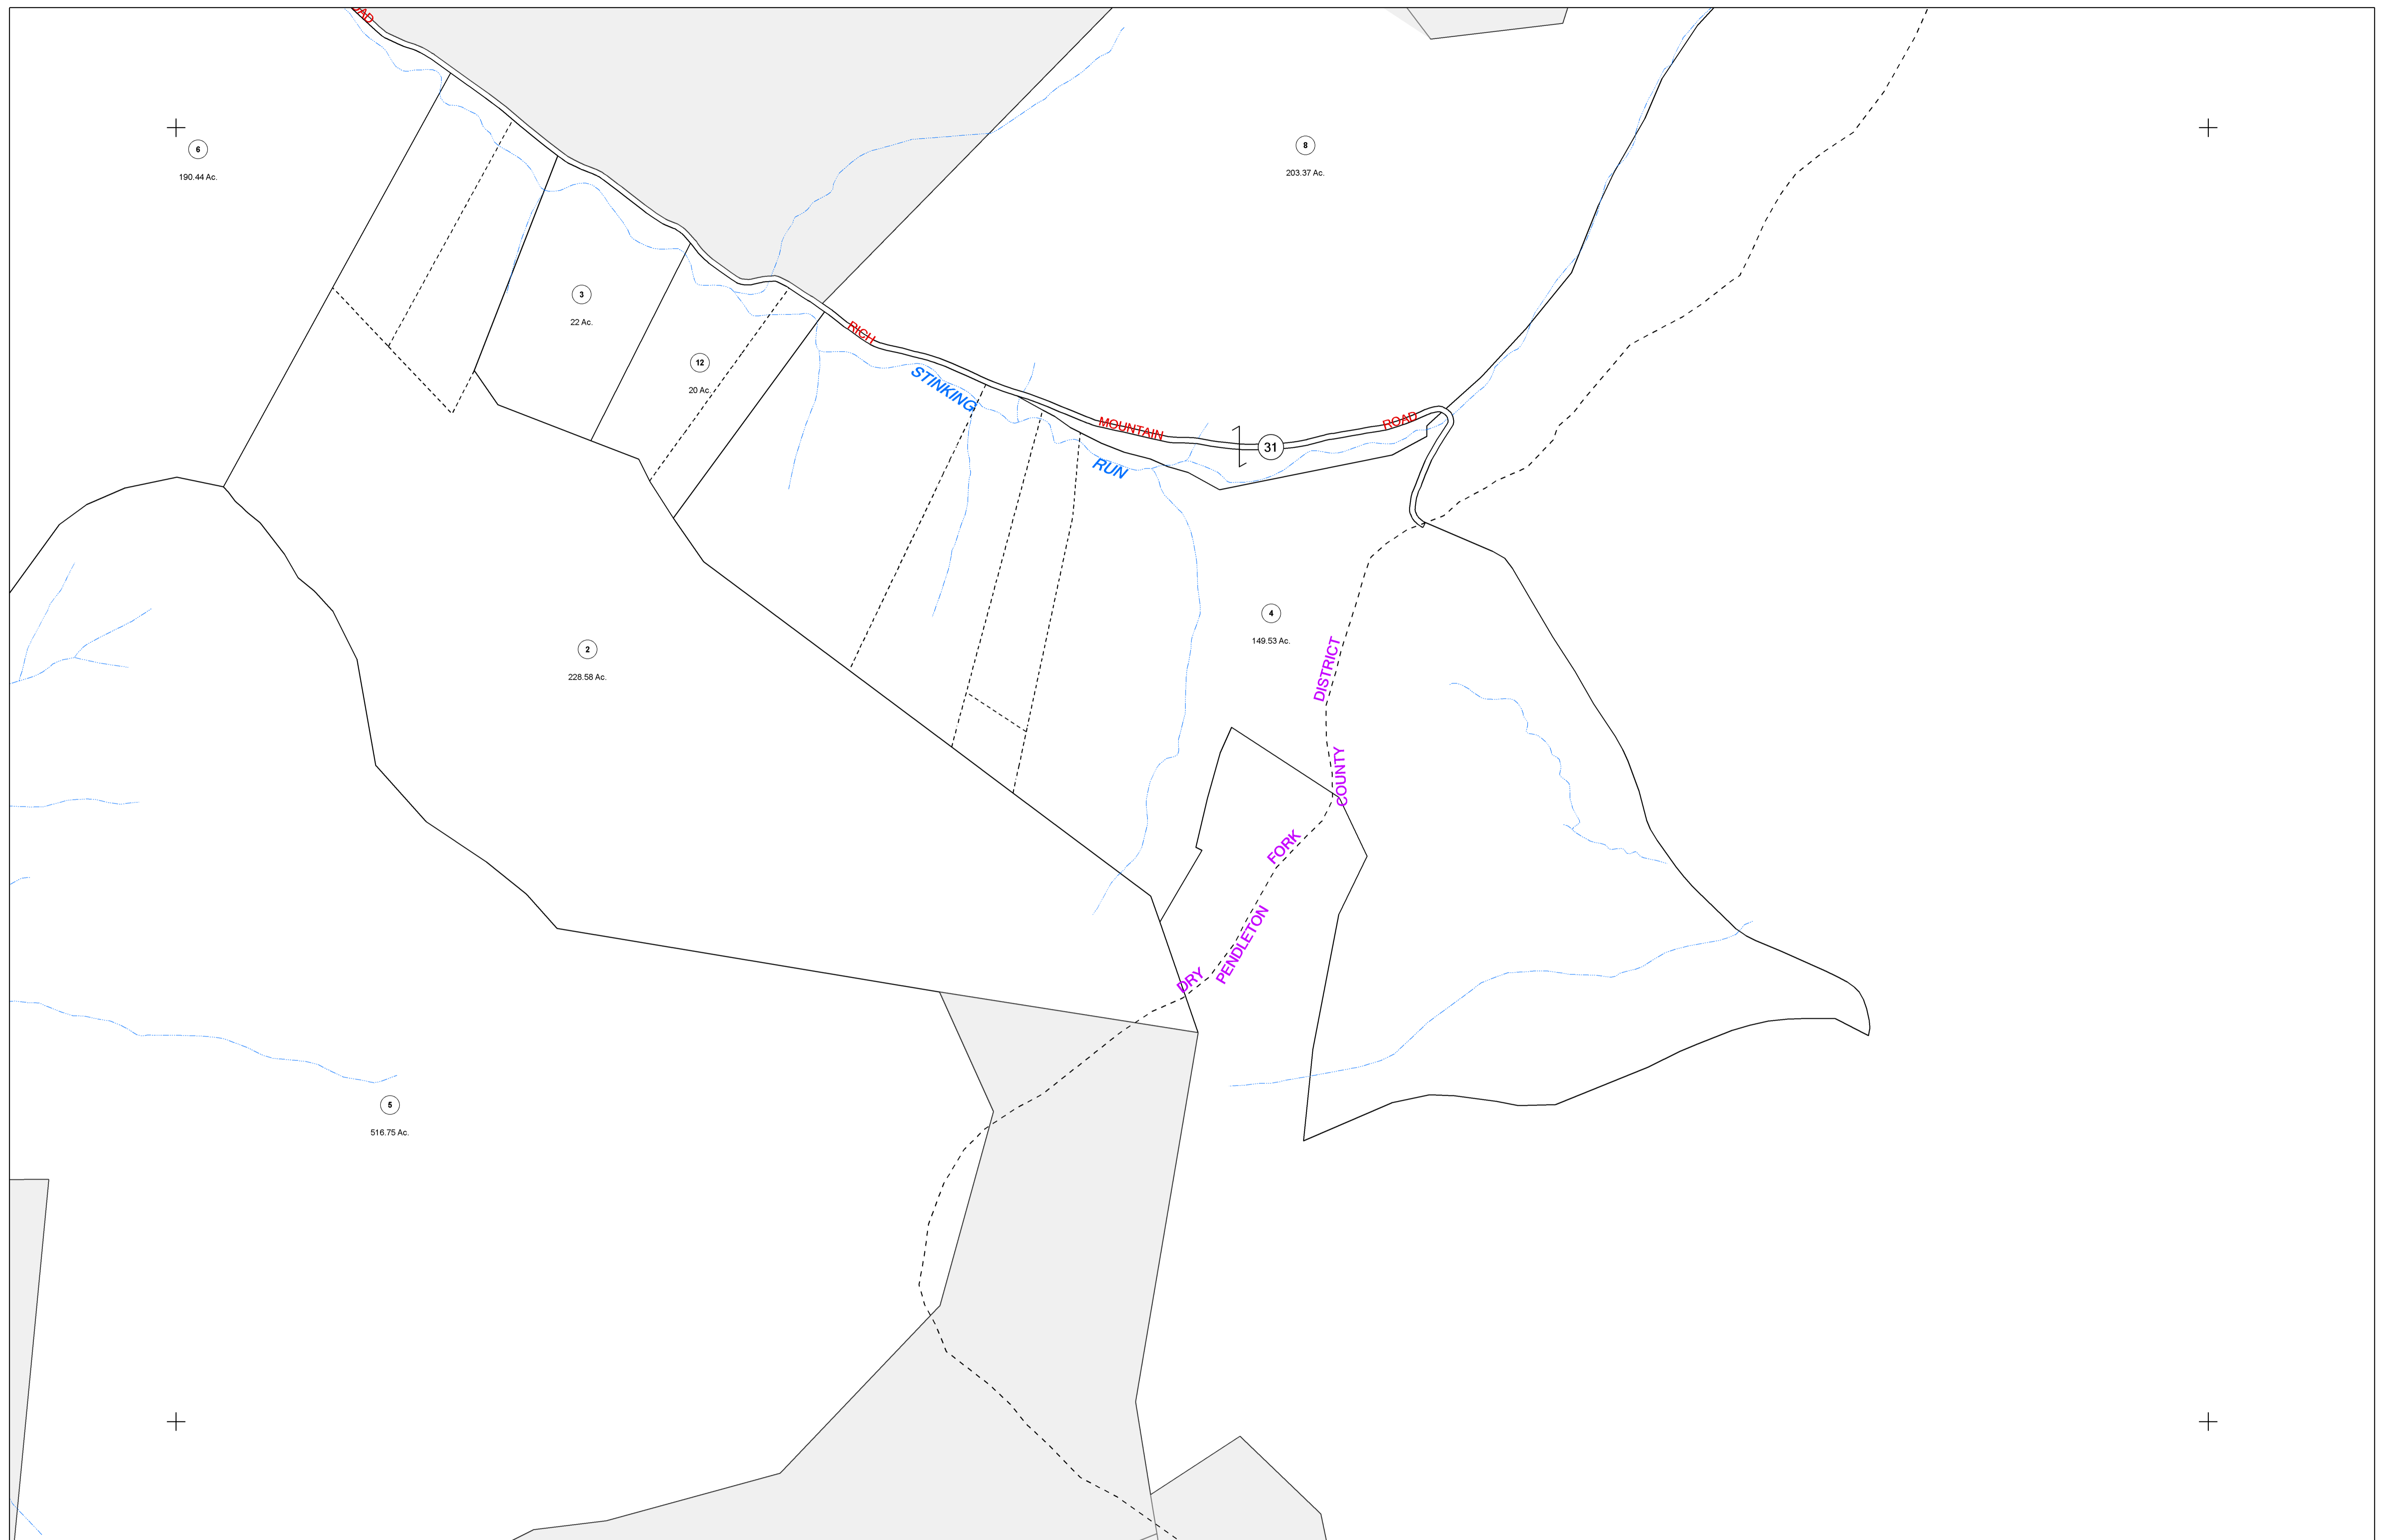 6
190.44 Ac.
8
203.37 Ac.
3
22 Ac.
12
20 Ac.
RICH MOUNTAIN ROAD
31
STINKING RUN
4
149.53 Ac.
2
228.58 Ac.
DRY FORK DISTRICT
PENDLETON COUNTY
5
516.75 Ac.